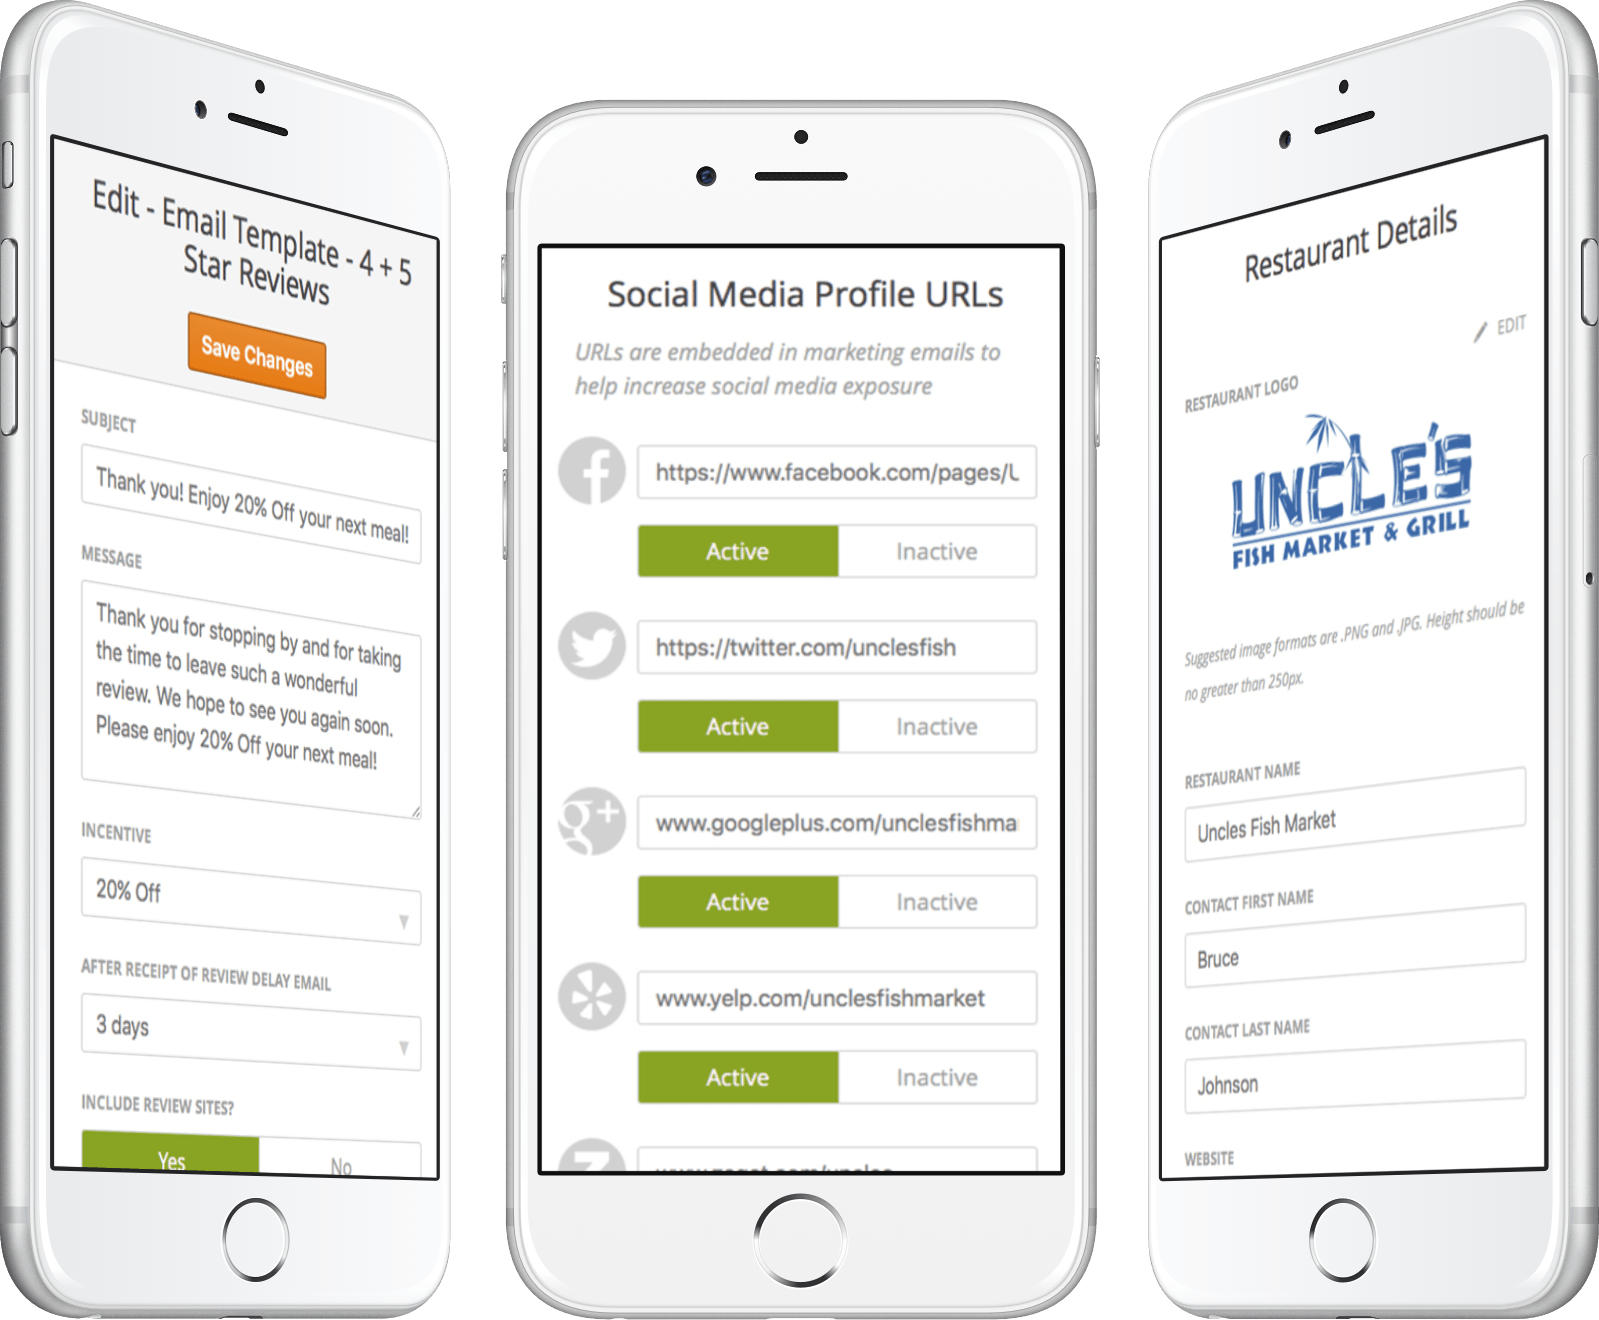 Edit - Email Template - 4 + 5
Star Reviews
Save Changes
SUBJECT
Thank you! Enjoy 20% Off your next meal!
MESSAGE
Thank you for stopping by and for taking
the time to leave such a wonderful
review. We hope to see you again soon.
Please enjoy 20% Off your next meal!
INCENTIVE
20% Off
AFTER RECEIPT OF REVIEW DELAY EMAIL
3 days
INCLUDE REVIEW SITES?
Yes No
Social Media Profile URLs
URLs are embedded in marketing emails to
help increase social media exposure
https://www.facebook.com/pages/U
Active Inactive
https://twitter.com/unclesfish
Active Inactive
g+ www.googleplus.com/unclesfishma
Active Inactive
www.yelp.com/unclesfishmarket
Active Inactive
Restaurant Details
EDIT
RESTAURANT LOGO
UNCLE'S
FISH MARKET & GRILL
Suggested image formats are .PNG and .JPG. Height should be
no greater than 250px.
RESTAURANT NAME
Uncles Fish Market
CONTACT FIRST NAME
Bruce
CONTACT LAST NAME
Johnson
WEBSITE